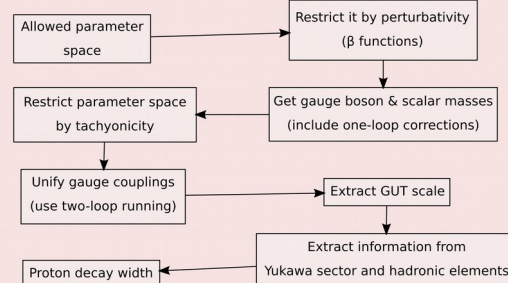 Allowed parameter
space
Restrict it by perturbativity
(β functions)
Get gauge boson & scalar masses
(include one-loop corrections)
Restrict parameter space
by tachyonicity
Unify gauge couplings
(use two-loop running)
Extract GUT scale
Extract information from
Yukawa sector and hadronic elements
Proton decay width